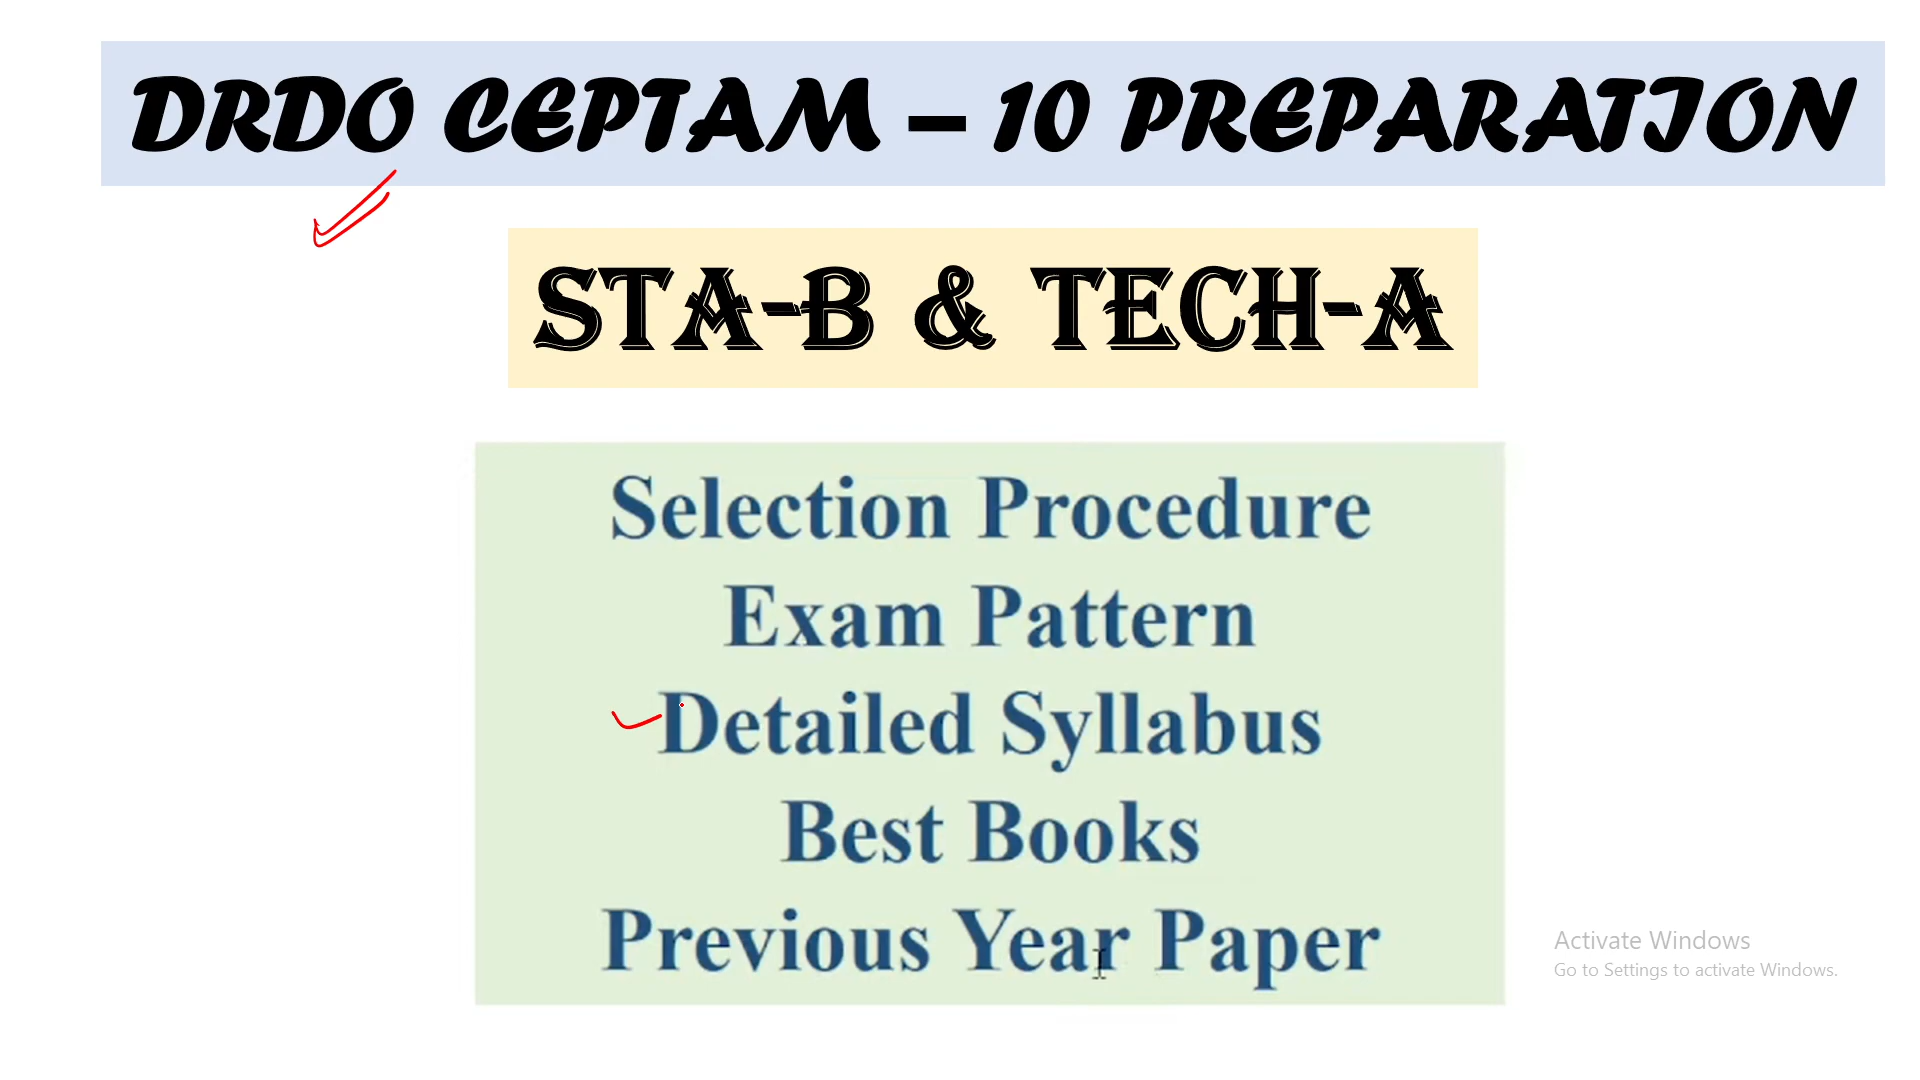 DRDO CEPTAM – 10 PREPARATION
STA-B & TECH-A
Selection Procedure
Exam Pattern
Detailed Syllabus
Best Books
Previous Year Paper
Activate Windows
Go to Settings to activate Windows.